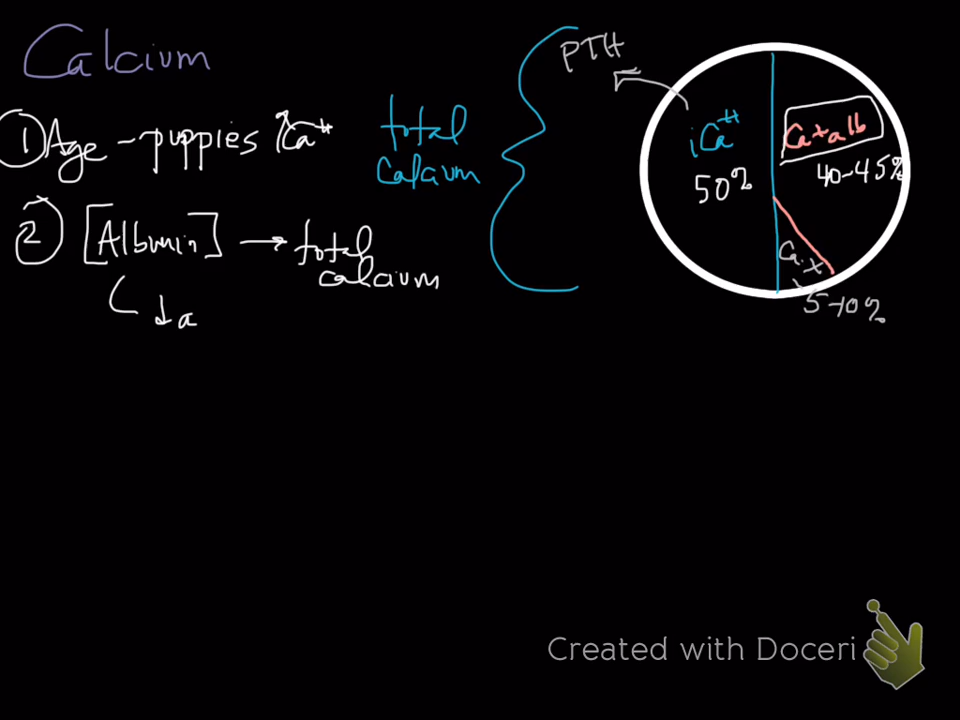 Calcium
① Age - puppies ↑Ca++
② [Albumin] → total calcium
↓a
total
calcium
PTH
iCa++
50%
Ca + alb
40-45%
Ca·x
5-10%
Created with Doceri